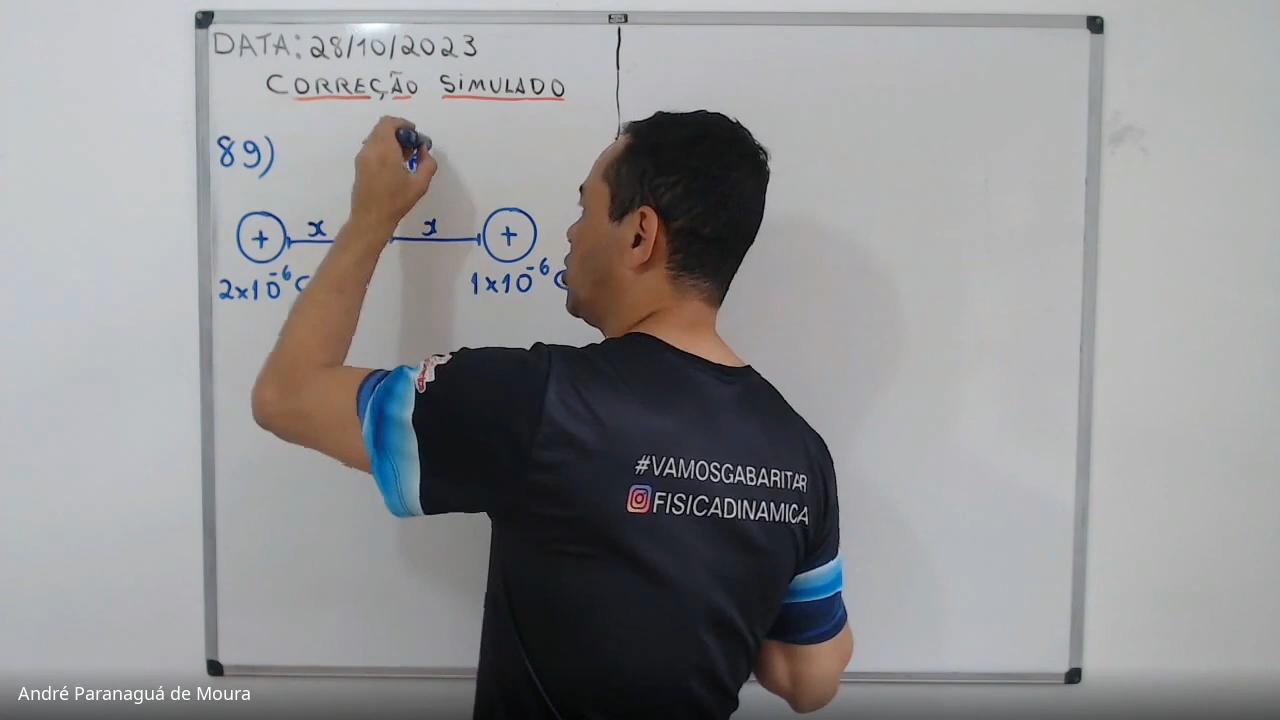 DATA: 28/10/2023
CORREÇÃO SIMULADO
89)
+ x x +
2x10⁻⁶ C 1x10⁻⁶ C
#VAMOSGABARITAR
FISICADINAMICA
André Paranaguá de Moura